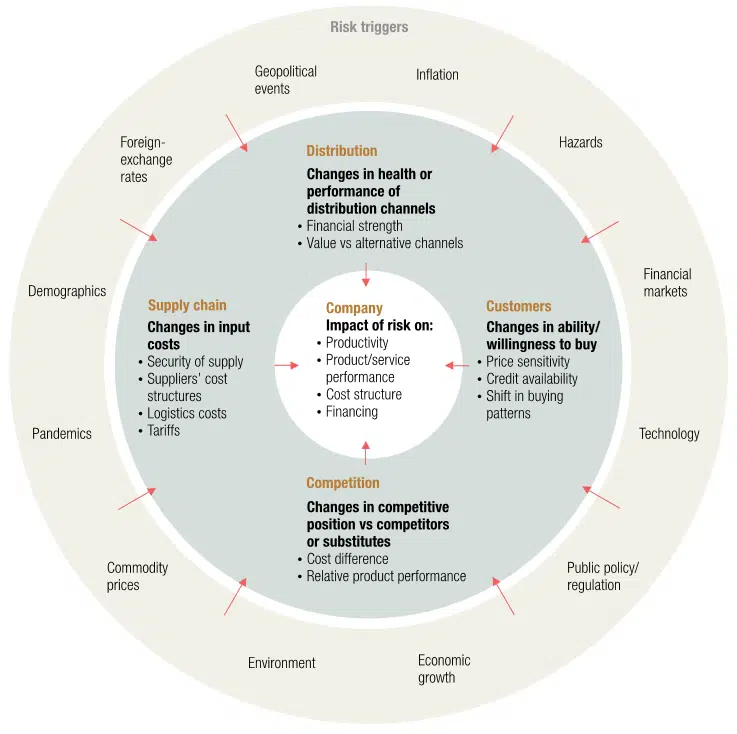 Risk triggers
Geopolitical
events
Inflation
Foreign-
exchange
rates
Hazards
Demographics
Financial
markets
Pandemics
Technology
Commodity
prices
Public policy/
regulation
Environment
Economic
growth
Distribution
Changes in health or
performance of
distribution channels
• Financial strength
• Value vs alternative channels
Supply chain
Changes in input
costs
• Security of supply
• Suppliers' cost
structures
• Logistics costs
• Tariffs
Company
Impact of risk on:
• Productivity
• Product/service
performance
• Cost structure
• Financing
Customers
Changes in ability/
willingness to buy
• Price sensitivity
• Credit availability
• Shift in buying
patterns
Competition
Changes in competitive
position vs competitors
or substitutes
• Cost difference
• Relative product performance